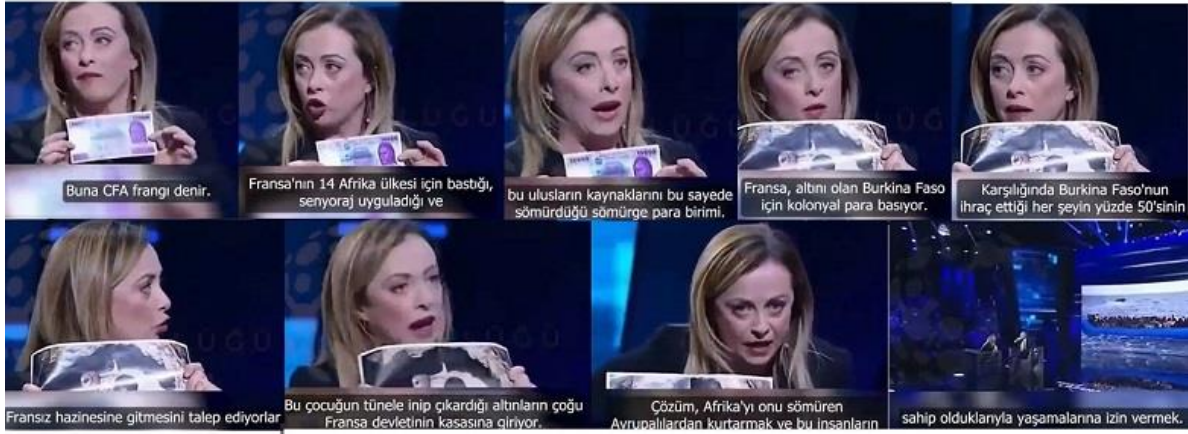 Buna CFA frangı denir.
Fransa'nın 14 Afrika ülkesi için bastığı,
senyoraj uyguladığı ve
bu ulusların kaynaklarını bu sayede
sömürdüğü sömürge para birimi.
Fransa, altını olan Burkina Faso
için kolonyal para basıyor.
Karşılığında Burkina Faso'nun
ihraç ettiği her şeyin yüzde 50'sinin
Fransız hazinesine gitmesini talep ediyorlar
Bu çocuğun tünele inip çıkardığı altınların çoğu
Fransa devletinin kasasına giriyor.
Çözüm, Afrika'yı onu sömüren
Avrupalılardan kurtarmak ve bu insanların
sahip olduklarıyla yaşamalarına izin vermek.